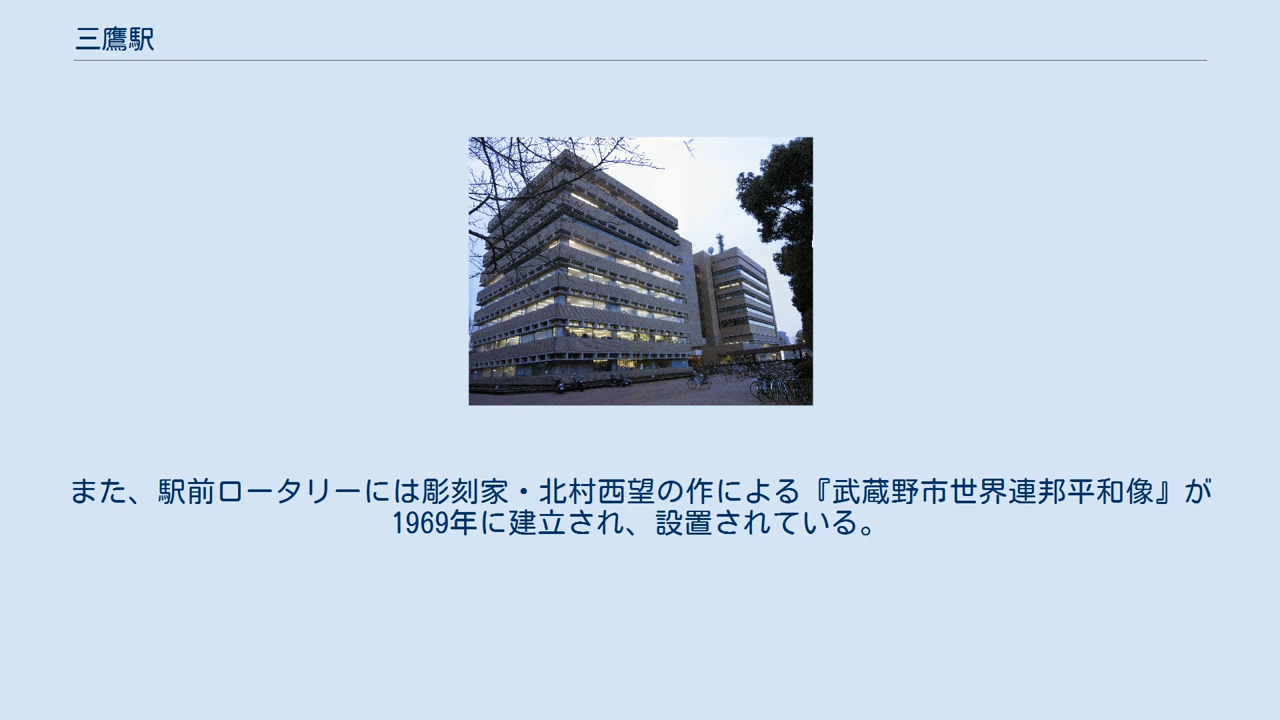 三鷹駅
また、駅前ロータリーには彫刻家・北村西望の作による『武蔵野市世界連邦平和像』が
1969年に建立され、設置されている。